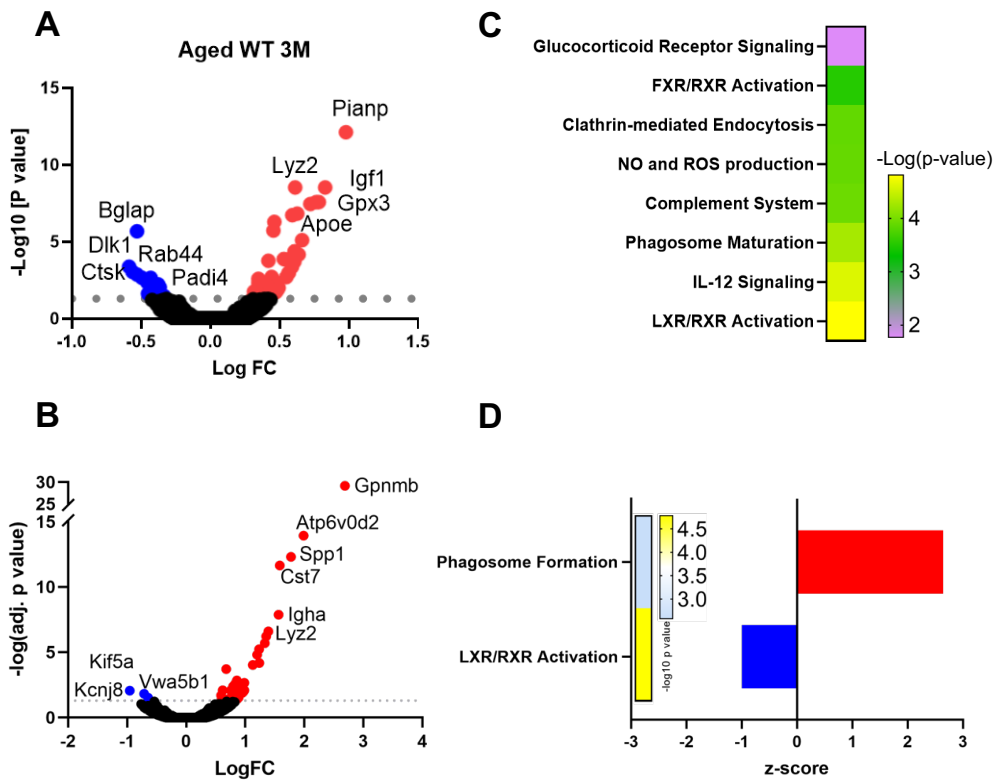 A
Aged WT 3M
-Log10 [P value]
15
10
5
0
-1.0
-0.5
0.0
0.5
1.0
1.5
Log FC
Pianp
Lyz2
Igf1
Gpx3
Apoe
Bglap
Dlk1
Rab44
Ctsk
Padi4
C
Glucocorticoid Receptor Signaling
FXR/RXR Activation
Clathrin-mediated Endocytosis
NO and ROS production
Complement System
Phagosome Maturation
IL-12 Signaling
LXR/RXR Activation
-Log(p-value)
4
3
2
B
-log(adj. p value)
30
25
15
10
5
0
-2
-1
0
1
2
3
4
LogFC
Gpnmb
Atp6v0d2
Spp1
Cst7
Igha
Lyz2
Kif5a
Kcnj8
Vwa5b1
D
Phagosome Formation
LXR/RXR Activation
4.5
4.0
3.5
3.0
-log10 p value
-3
-2
-1
0
1
2
3
z-score